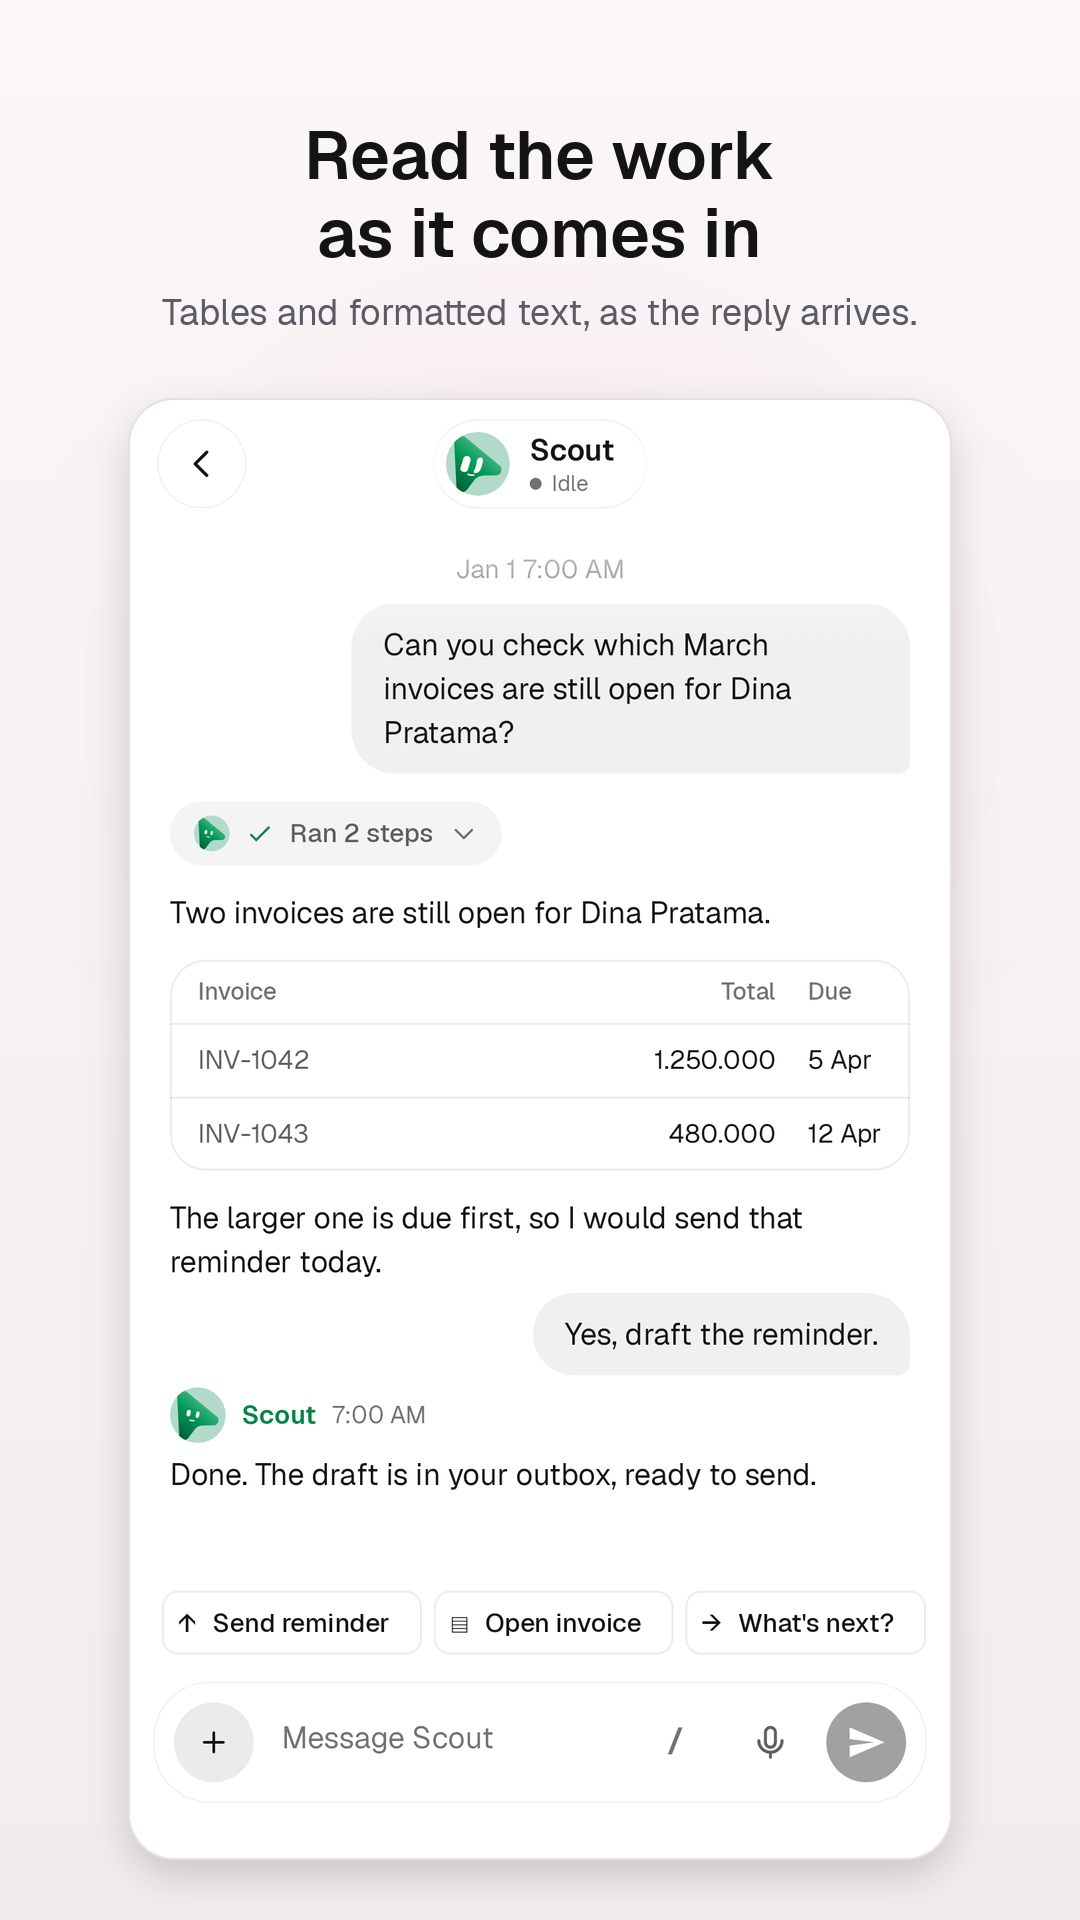 Read the work
as it comes in
Tables and formatted text, as the reply arrives.
Scout
Idle
Jan 1 7:00 AM
Can you check which March
invoices are still open for Dina
Pratama?
Ran 2 steps
Two invoices are still open for Dina Pratama.
Invoice Total Due
INV-1042 1.250.000 5 Apr
INV-1043 480.000 12 Apr
The larger one is due first, so I would send that
reminder today.
Yes, draft the reminder.
Scout 7:00 AM
Done. The draft is in your outbox, ready to send.
Send reminder Open invoice What's next?
Message Scout /